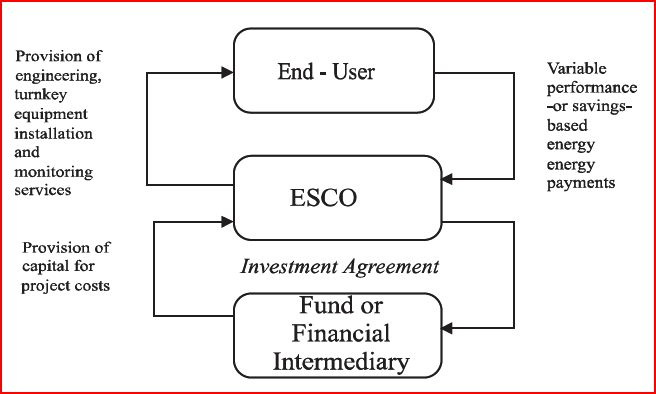 Provision of
engineering,
turnkey
equipment
installation
and
monitoring
services
End - User
Variable
performance
-or savings-
based
energy
energy
payments
ESCO
Provision of
capital for
project costs
Investment Agreement
Fund or
Financial
Intermediary